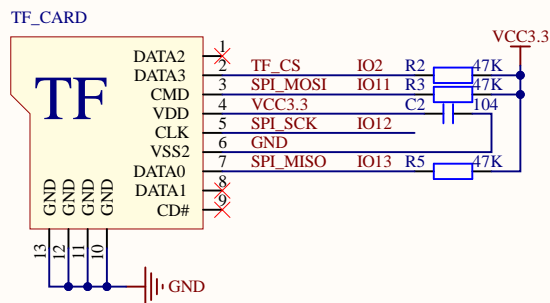 TF_CARD
VCC3.3
TF
DATA2 1
DATA3 2 TF_CS IO2 R2 47K
CMD 3 SPI_MOSI IO11 R3 47K
VDD 4 VCC3.3 C2 104
CLK 5 SPI_SCK IO12
VSS2 6 GND
DATA0 7 SPI_MISO IO13 R5 47K
DATA1 8
CD# 9
GND GND GND GND
13 12 11 10
GND